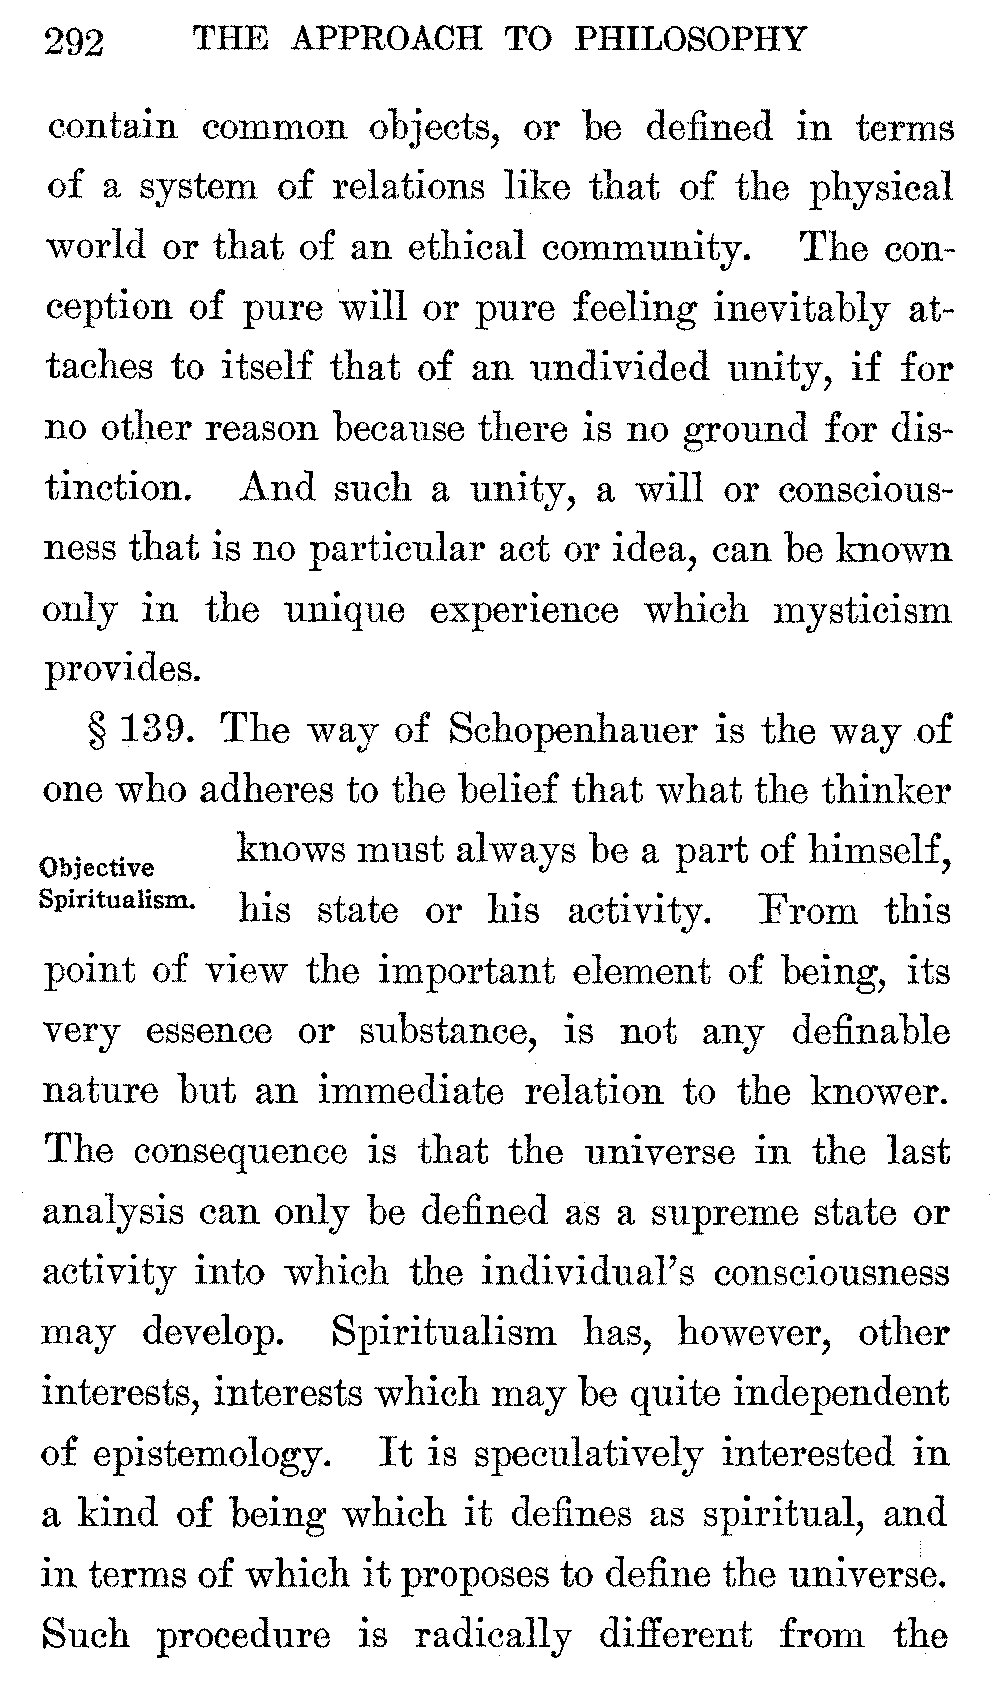 292 THE APPROACH TO PHILOSOPHY
contain common objects, or be defined in terms
of a system of relations like that of the physical
world or that of an ethical community. The con-
ception of pure will or pure feeling inevitably at-
taches to itself that of an undivided unity, if for
no other reason because there is no ground for dis-
tinction. And such a unity, a will or conscious-
ness that is no particular act or idea, can be known
only in the unique experience which mysticism
provides.
§ 139. The way of Schopenhauer is the way of
one who adheres to the belief that what the thinker
Objective
Spiritualism.
knows must always be a part of himself,
his state or his activity. From this
point of view the important element of being, its
very essence or substance, is not any definable
nature but an immediate relation to the knower.
The consequence is that the universe in the last
analysis can only be defined as a supreme state or
activity into which the individual's consciousness
may develop. Spiritualism has, however, other
interests, interests which may be quite independent
of epistemology. It is speculatively interested in
a kind of being which it defines as spiritual, and
in terms of which it proposes to define the universe.
Such procedure is radically different from the